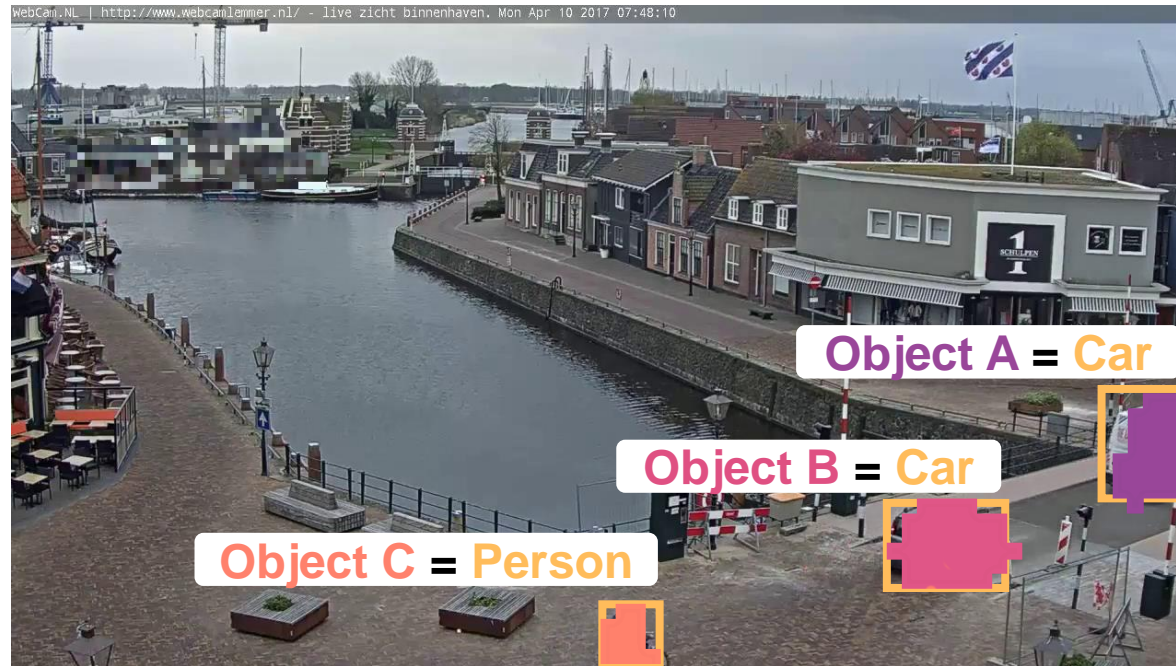 WebCam.NL | http://www.webcamlemmer.nl/ - live zicht binnenhaven. Mon Apr 10 2017 07:48:10
1
SCHULPEN
Object A = Car
Object B = Car
Object C = Person